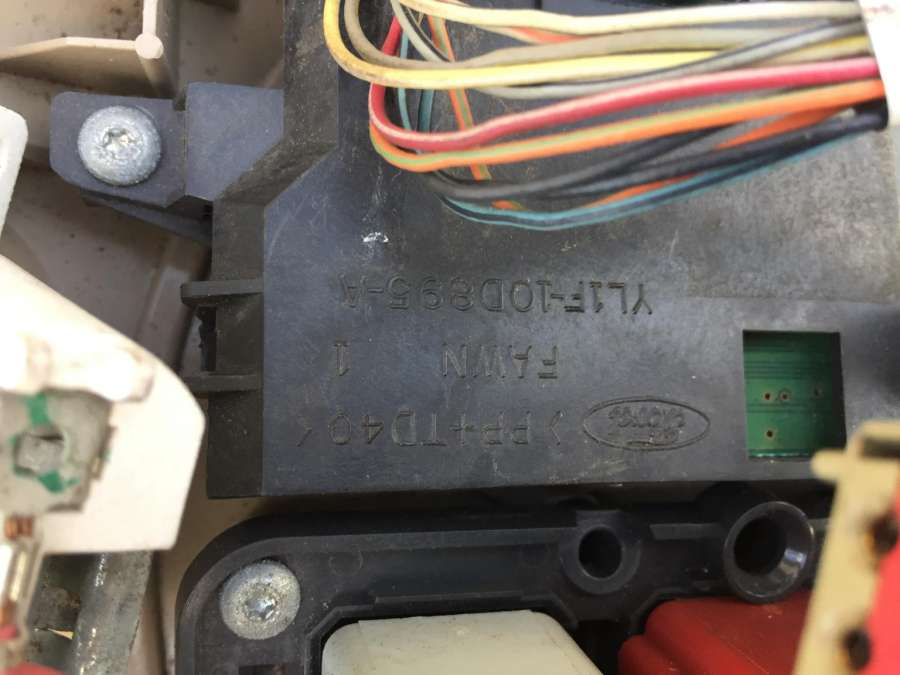 >PP+TD40<
FAWN 1
YL1F-10D895-A